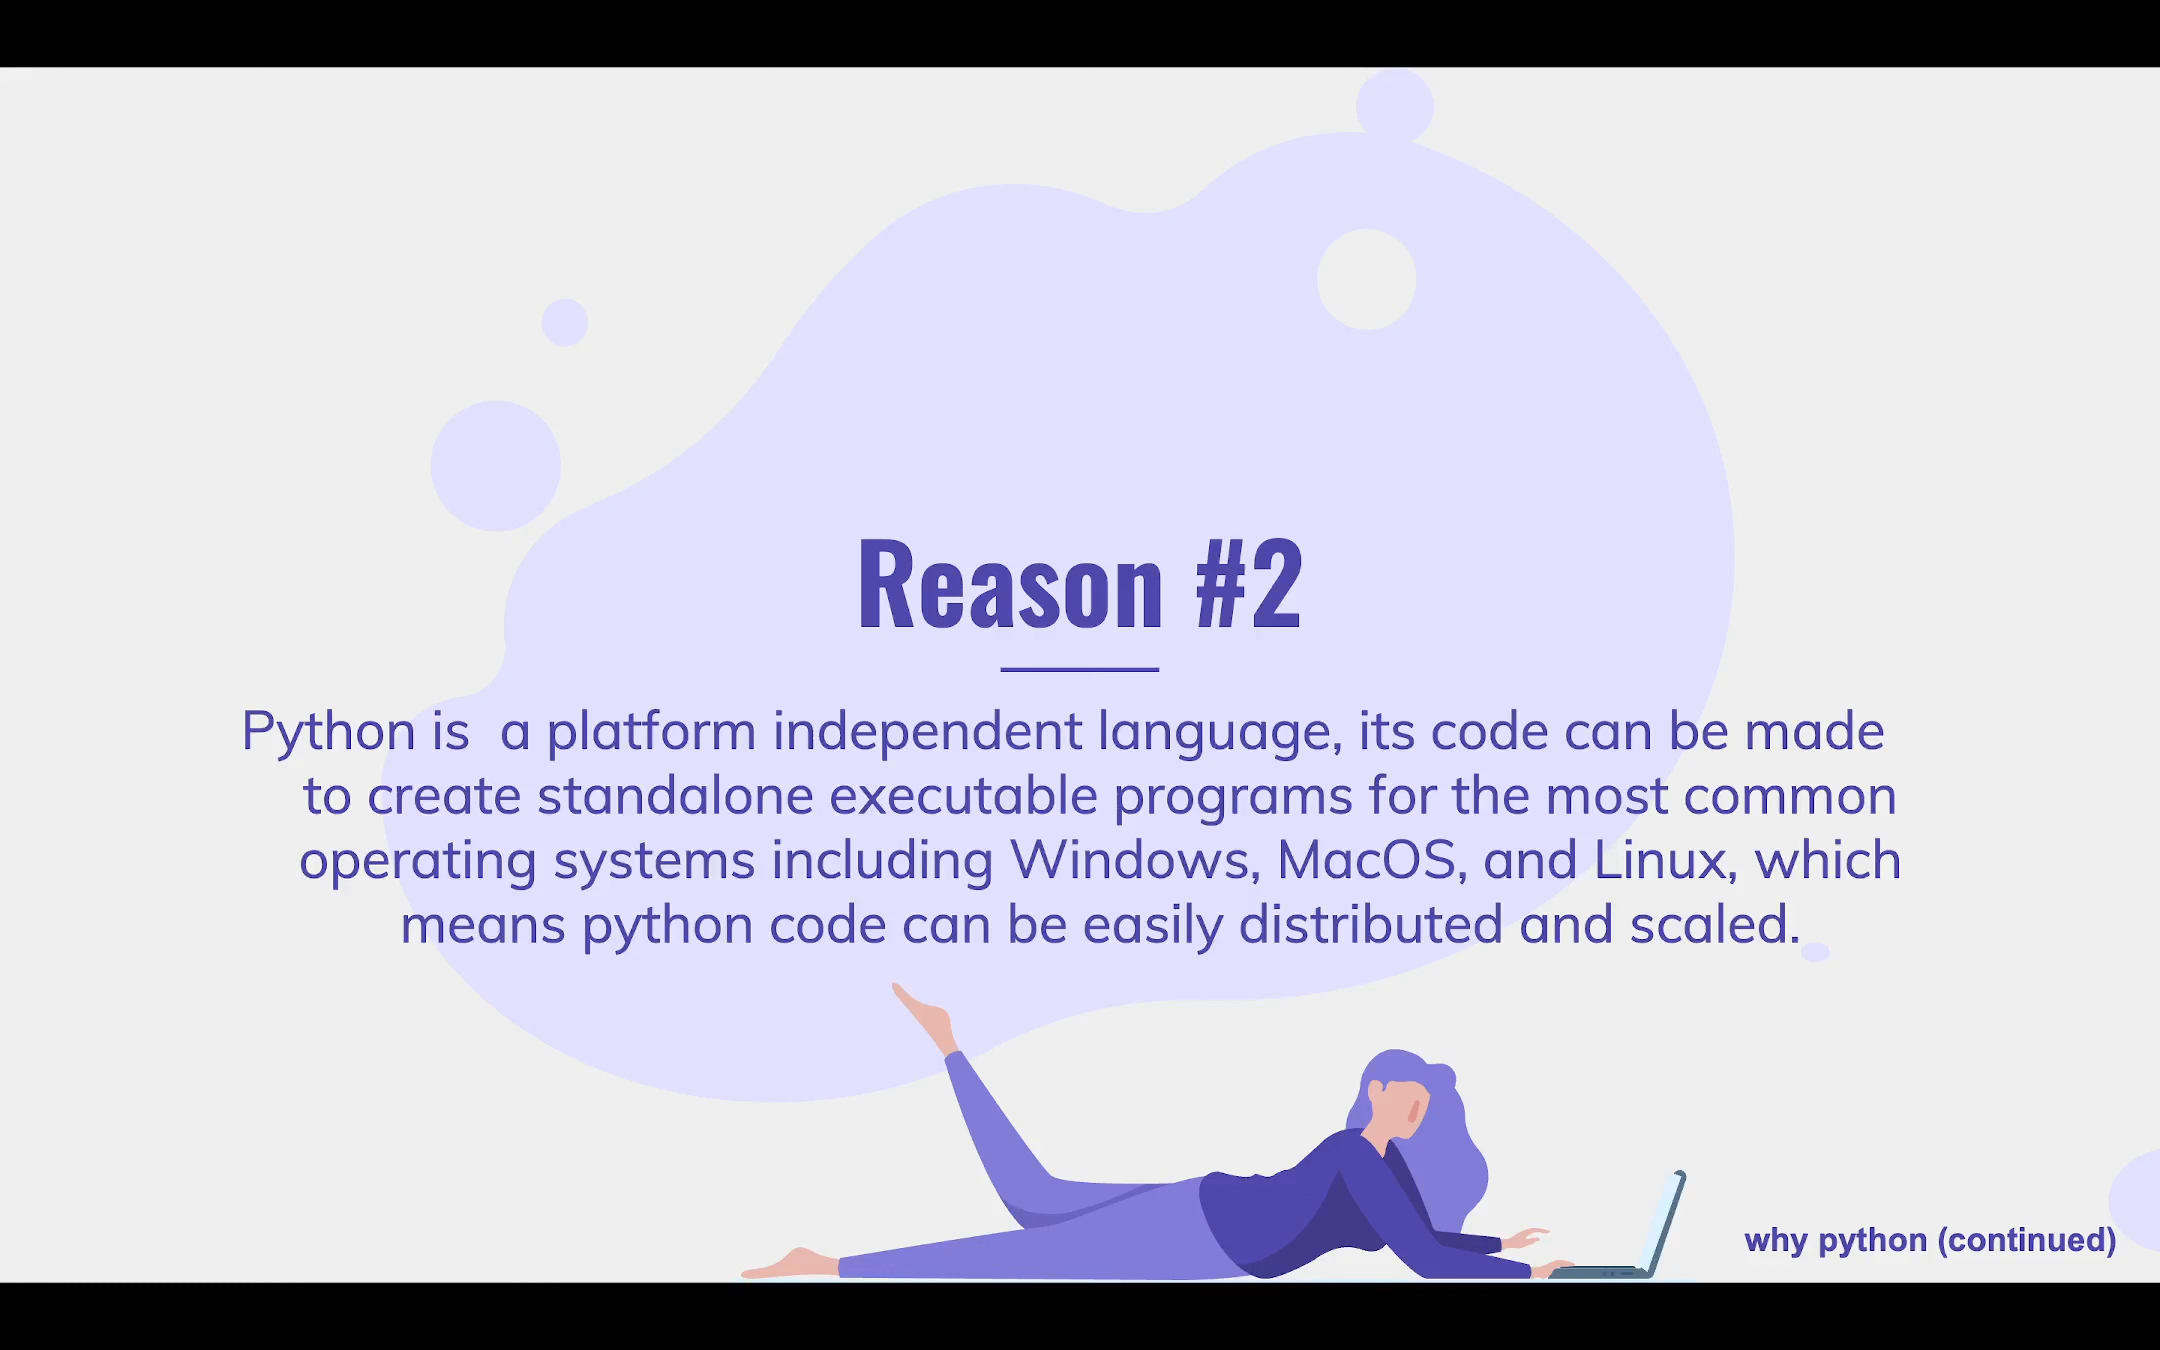 Reason #2
Python is  a platform independent language, its code can be made
to create standalone executable programs for the most common
operating systems including Windows, MacOS, and Linux, which
means python code can be easily distributed and scaled.
why python (continued)